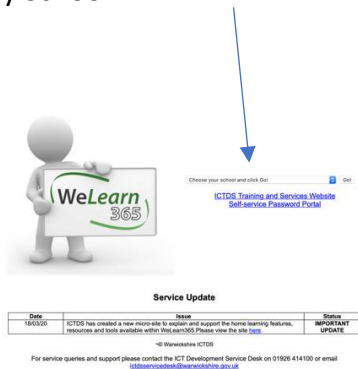 WeLearn
365
Choose your school and click Go!
Go!
ICTDS Training and Services Website
Self-service Password Portal
Service Update
Date Issue Status
18/03/20 ICTDS has created a new micro-site to explain and support the home learning features, IMPORTANT
resources and tools available within WeLearn365.Please view the site here. UPDATE
Warwickshire ICTDS
For service queries and support please contact the ICT Development Service Desk on 01926 414100 or email
ictdsservicedesk@warwickshire.gov.uk